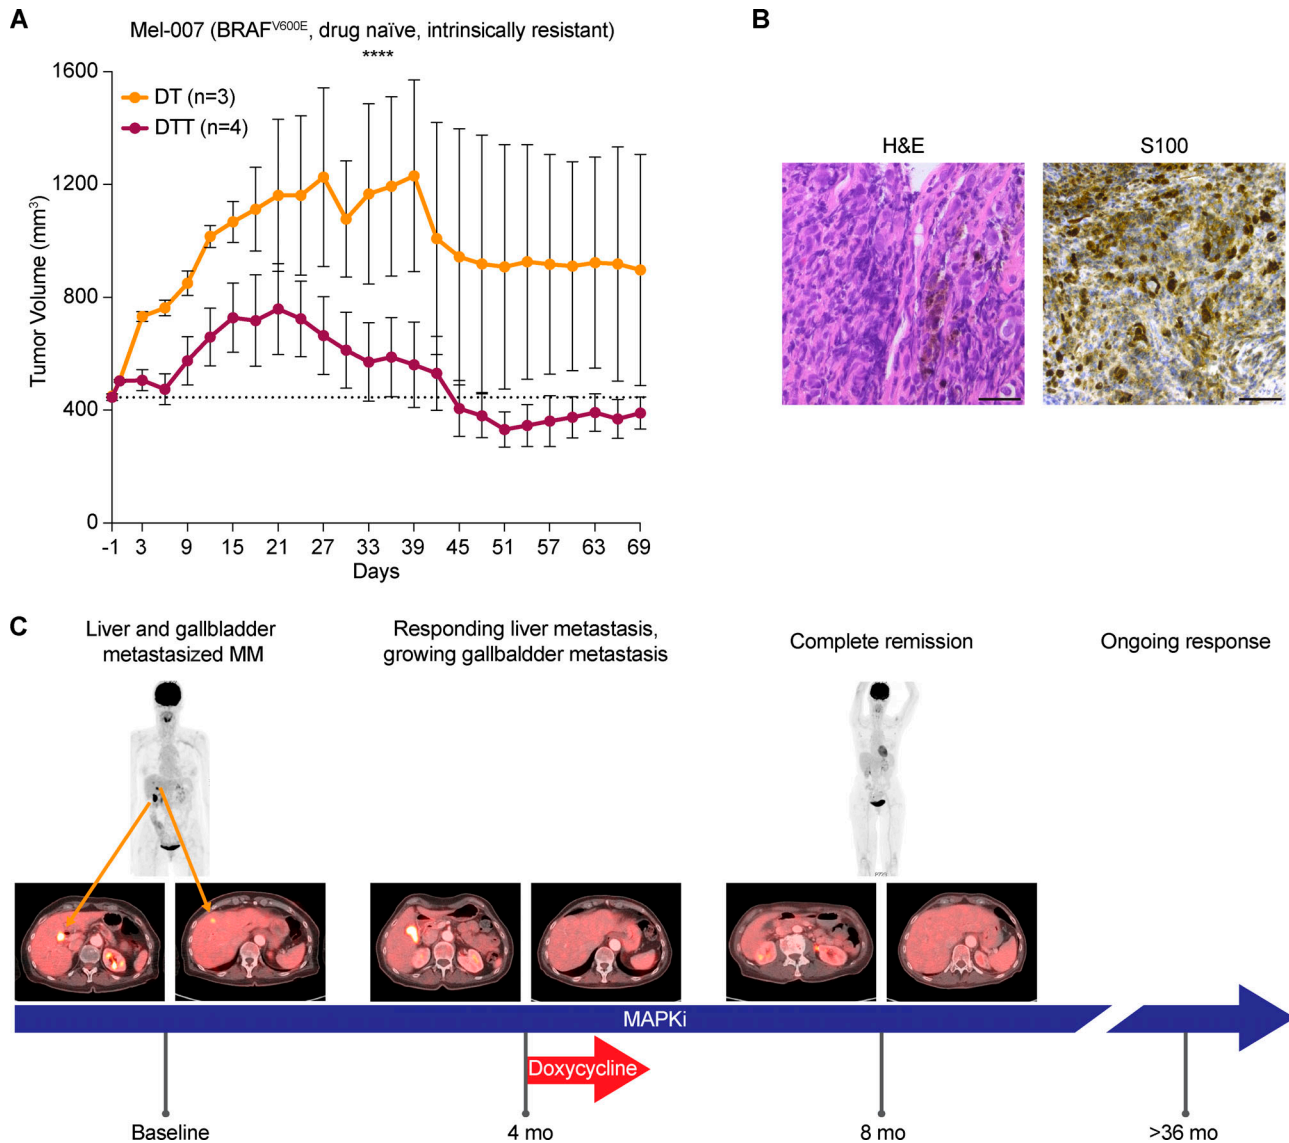 A
Mel-007 (BRAFV600E, drug naïve, intrinsically resistant)
****
DT (n=3)
DTT (n=4)
Tumor Volume (mm3)
1600
1200
800
400
0
-1 3 9 15 21 27 33 39 45 51 57 63 69
Days
B
H&E
S100
C
Liver and gallbladder
metastasized MM
Responding liver metastasis,
growing gallbaldder metastasis
Complete remission
Ongoing response
MAPKi
Doxycycline
Baseline
4 mo
8 mo
>36 mo